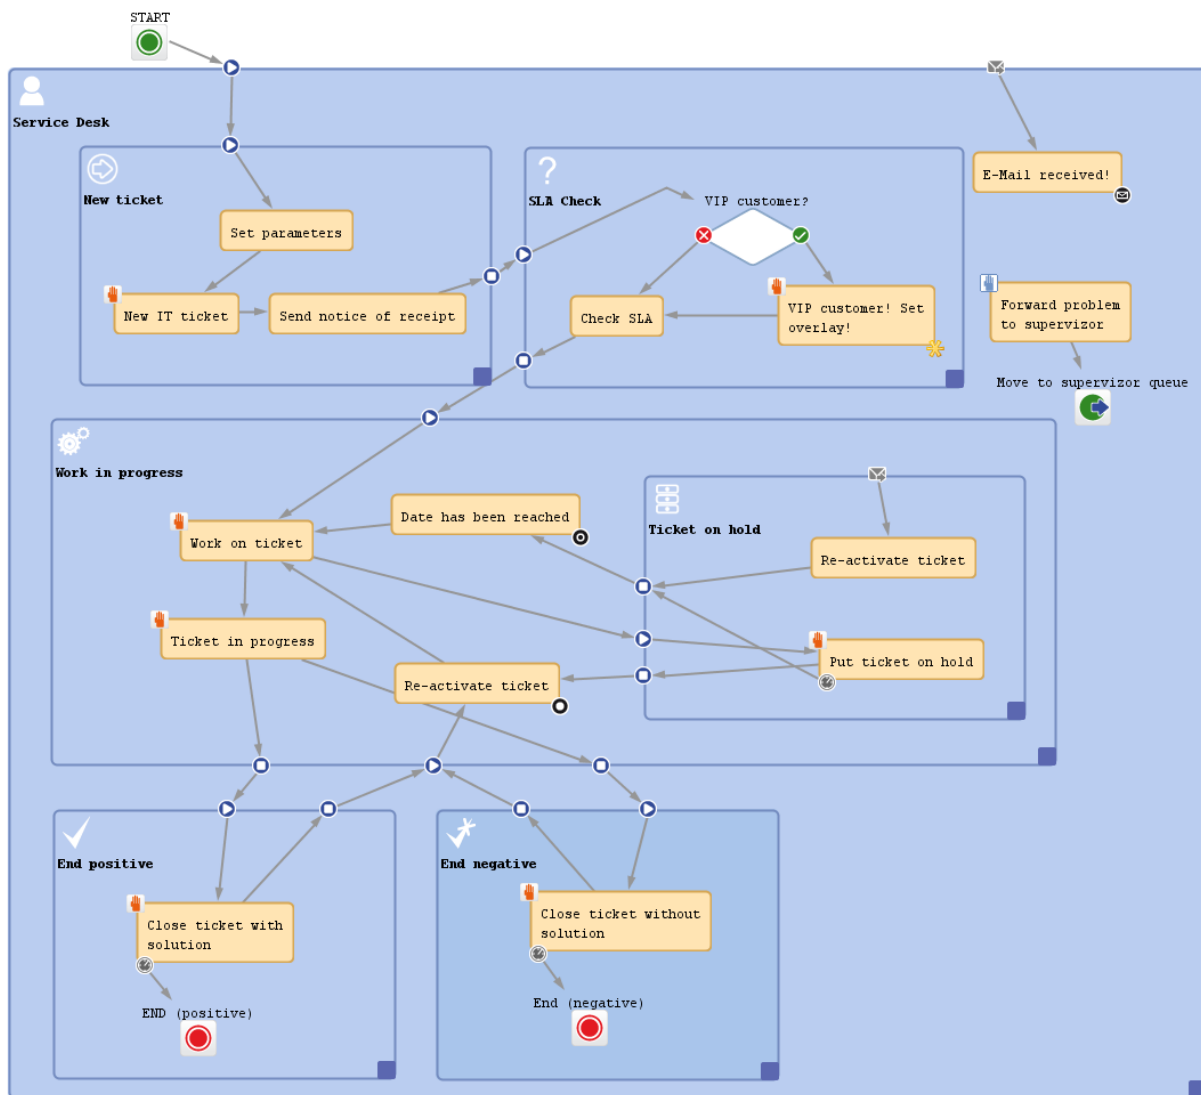 START
Service Desk
New ticket
Set parameters
New IT ticket
Send notice of receipt
SLA Check
VIP customer?
Check SLA
VIP customer! Set
overlay!
E-Mail received!
Forward problem
to supervizor
Move to supervizor queue
Work in progress
Date has been reached
Work on ticket
Ticket on hold
Re-activate ticket
Ticket in progress
Put ticket on hold
Re-activate ticket
End positive
Close ticket with
solution
END (positive)
End negative
Close ticket without
solution
End (negative)